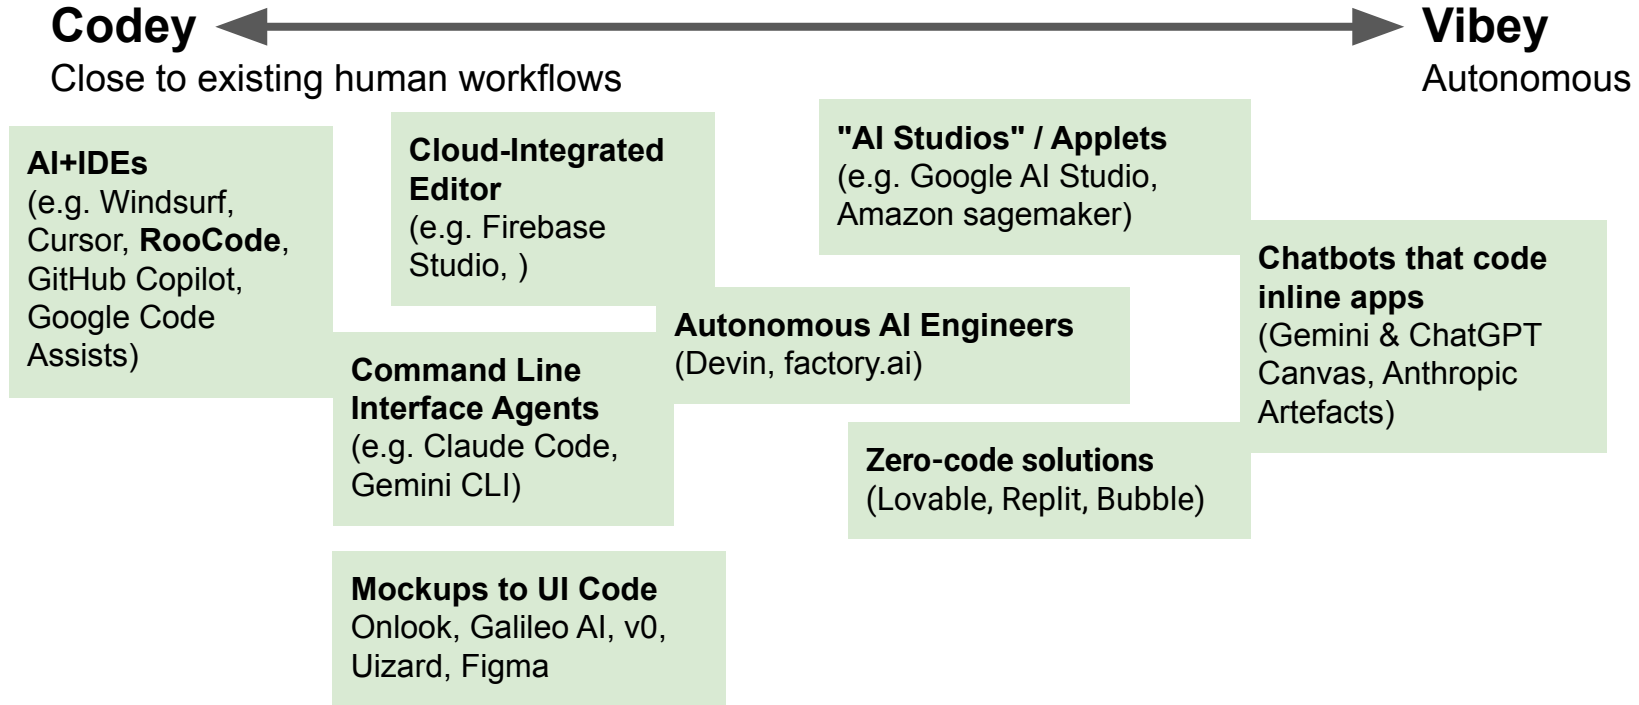 Codey
Vibey
Close to existing human workflows
Autonomous
AI+IDEs
(e.g. Windsurf,
Cursor, RooCode,
GitHub Copilot,
Google Code
Assists)
Cloud-Integrated
Editor
(e.g. Firebase
Studio, )
"AI Studios" / Applets
(e.g. Google AI Studio,
Amazon sagemaker)
Chatbots that code
inline apps
(Gemini & ChatGPT
Canvas, Anthropic
Artefacts)
Autonomous AI Engineers
(Devin, factory.ai)
Command Line
Interface Agents
(e.g. Claude Code,
Gemini CLI)
Zero-code solutions
(Lovable, Replit, Bubble)
Mockups to UI Code
Onlook, Galileo AI, v0,
Uizard, Figma